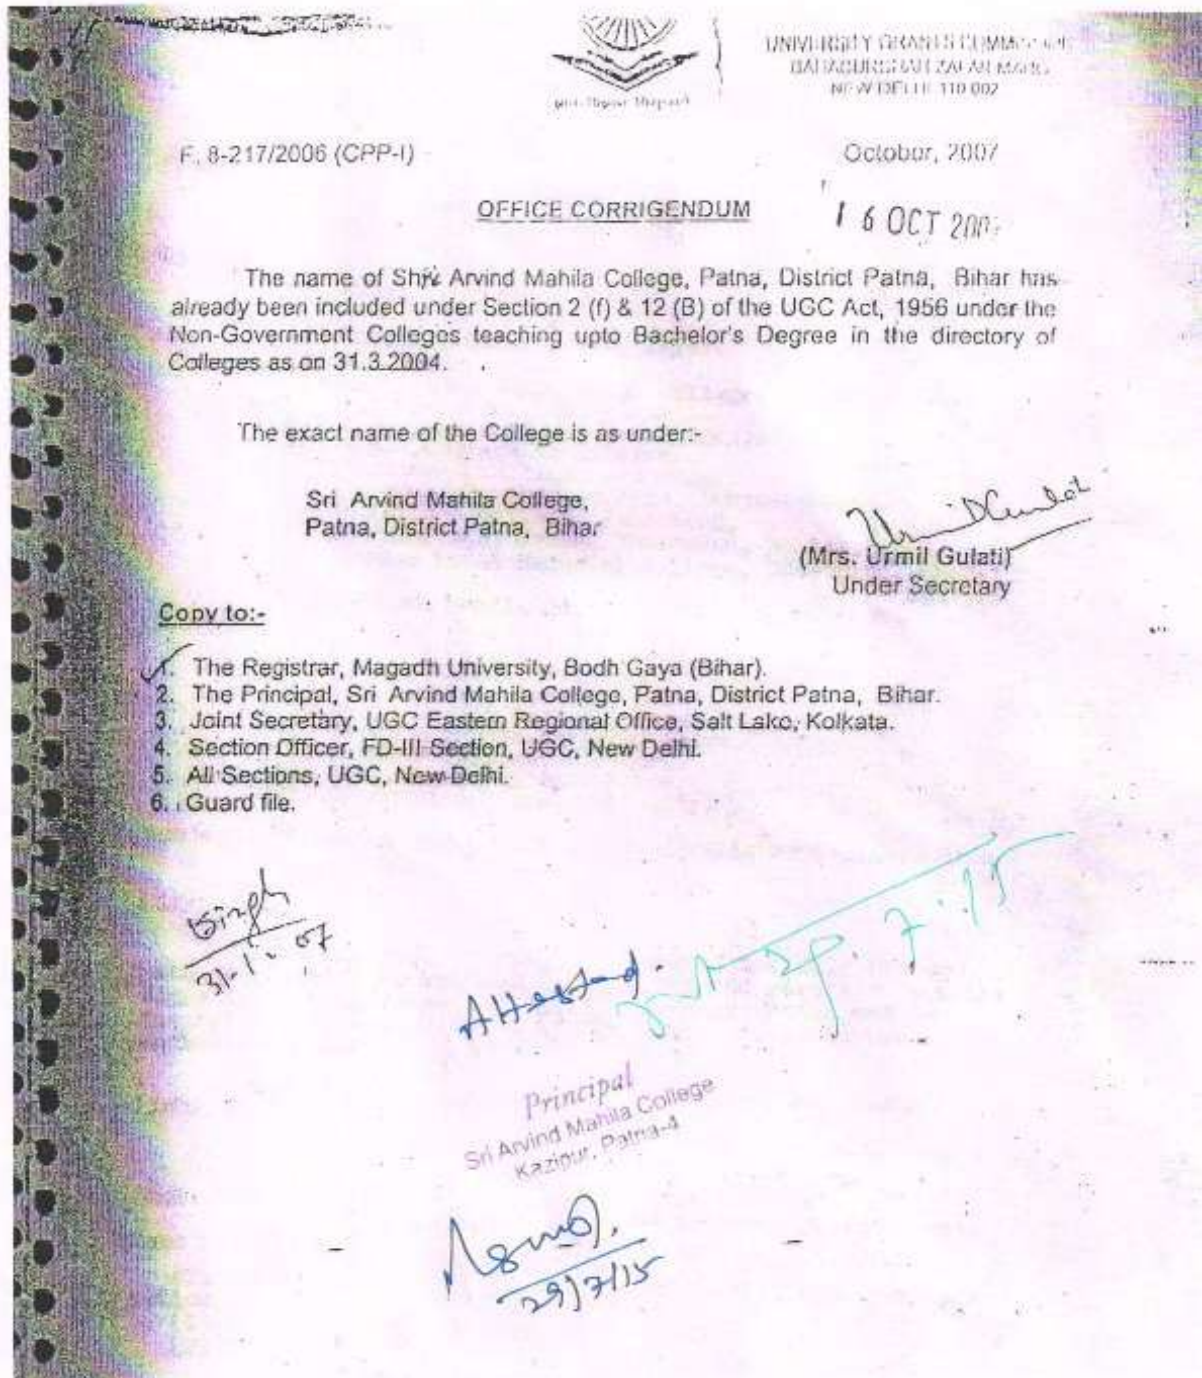 UNIVERSITY GRANTS COMMISSION
BAHADURSHAH ZAFAR MARG
NEW DELHI 110 002
F. 8-217/2006 (CPP-I)
October, 2007
OFFICE CORRIGENDUM
16 OCT
The name of Shri Arvind Mahila College, Patna, District Patna, Bihar has
already been included under Section 2 (f) & 12 (B) of the UGC Act, 1956 under the
Non-Government Colleges teaching upto Bachelor's Degree in the directory of
Colleges as on 31.3.2004.
The exact name of the College is as under:-
Sri Arvind Mahila College,
Patna, District Patna, Bihar
(Mrs. Urmil Gulati)
Under Secretary
Copy to:-
1. The Registrar, Magadh University, Bodh Gaya (Bihar).
2. The Principal, Sri Arvind Mahila College, Patna, District Patna, Bihar.
3. Joint Secretary, UGC Eastern Regional Office, Salt Lake, Kolkata.
4. Section Officer, FD-III Section, UGC, New Delhi.
5. All Sections, UGC, New Delhi.
6. Guard file.
Attested
Principal
Sri Arvind Mahila College
Kazipur, Patna-4
29/7/15